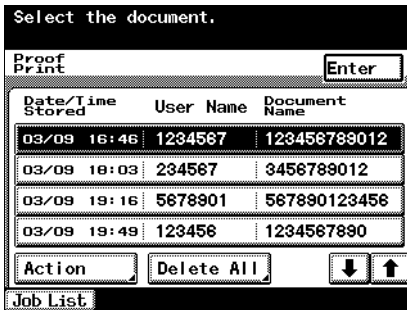 Select the document.
Proof
Print
Enter
Date/Time
Stored
User Name
Document
Name
03/09 16:46 1234567 123456789012
03/09 18:03 234567 3456789012
03/09 19:16 5678901 567890123456
03/09 19:49 123456 1234567890
Action
Delete All
Job List